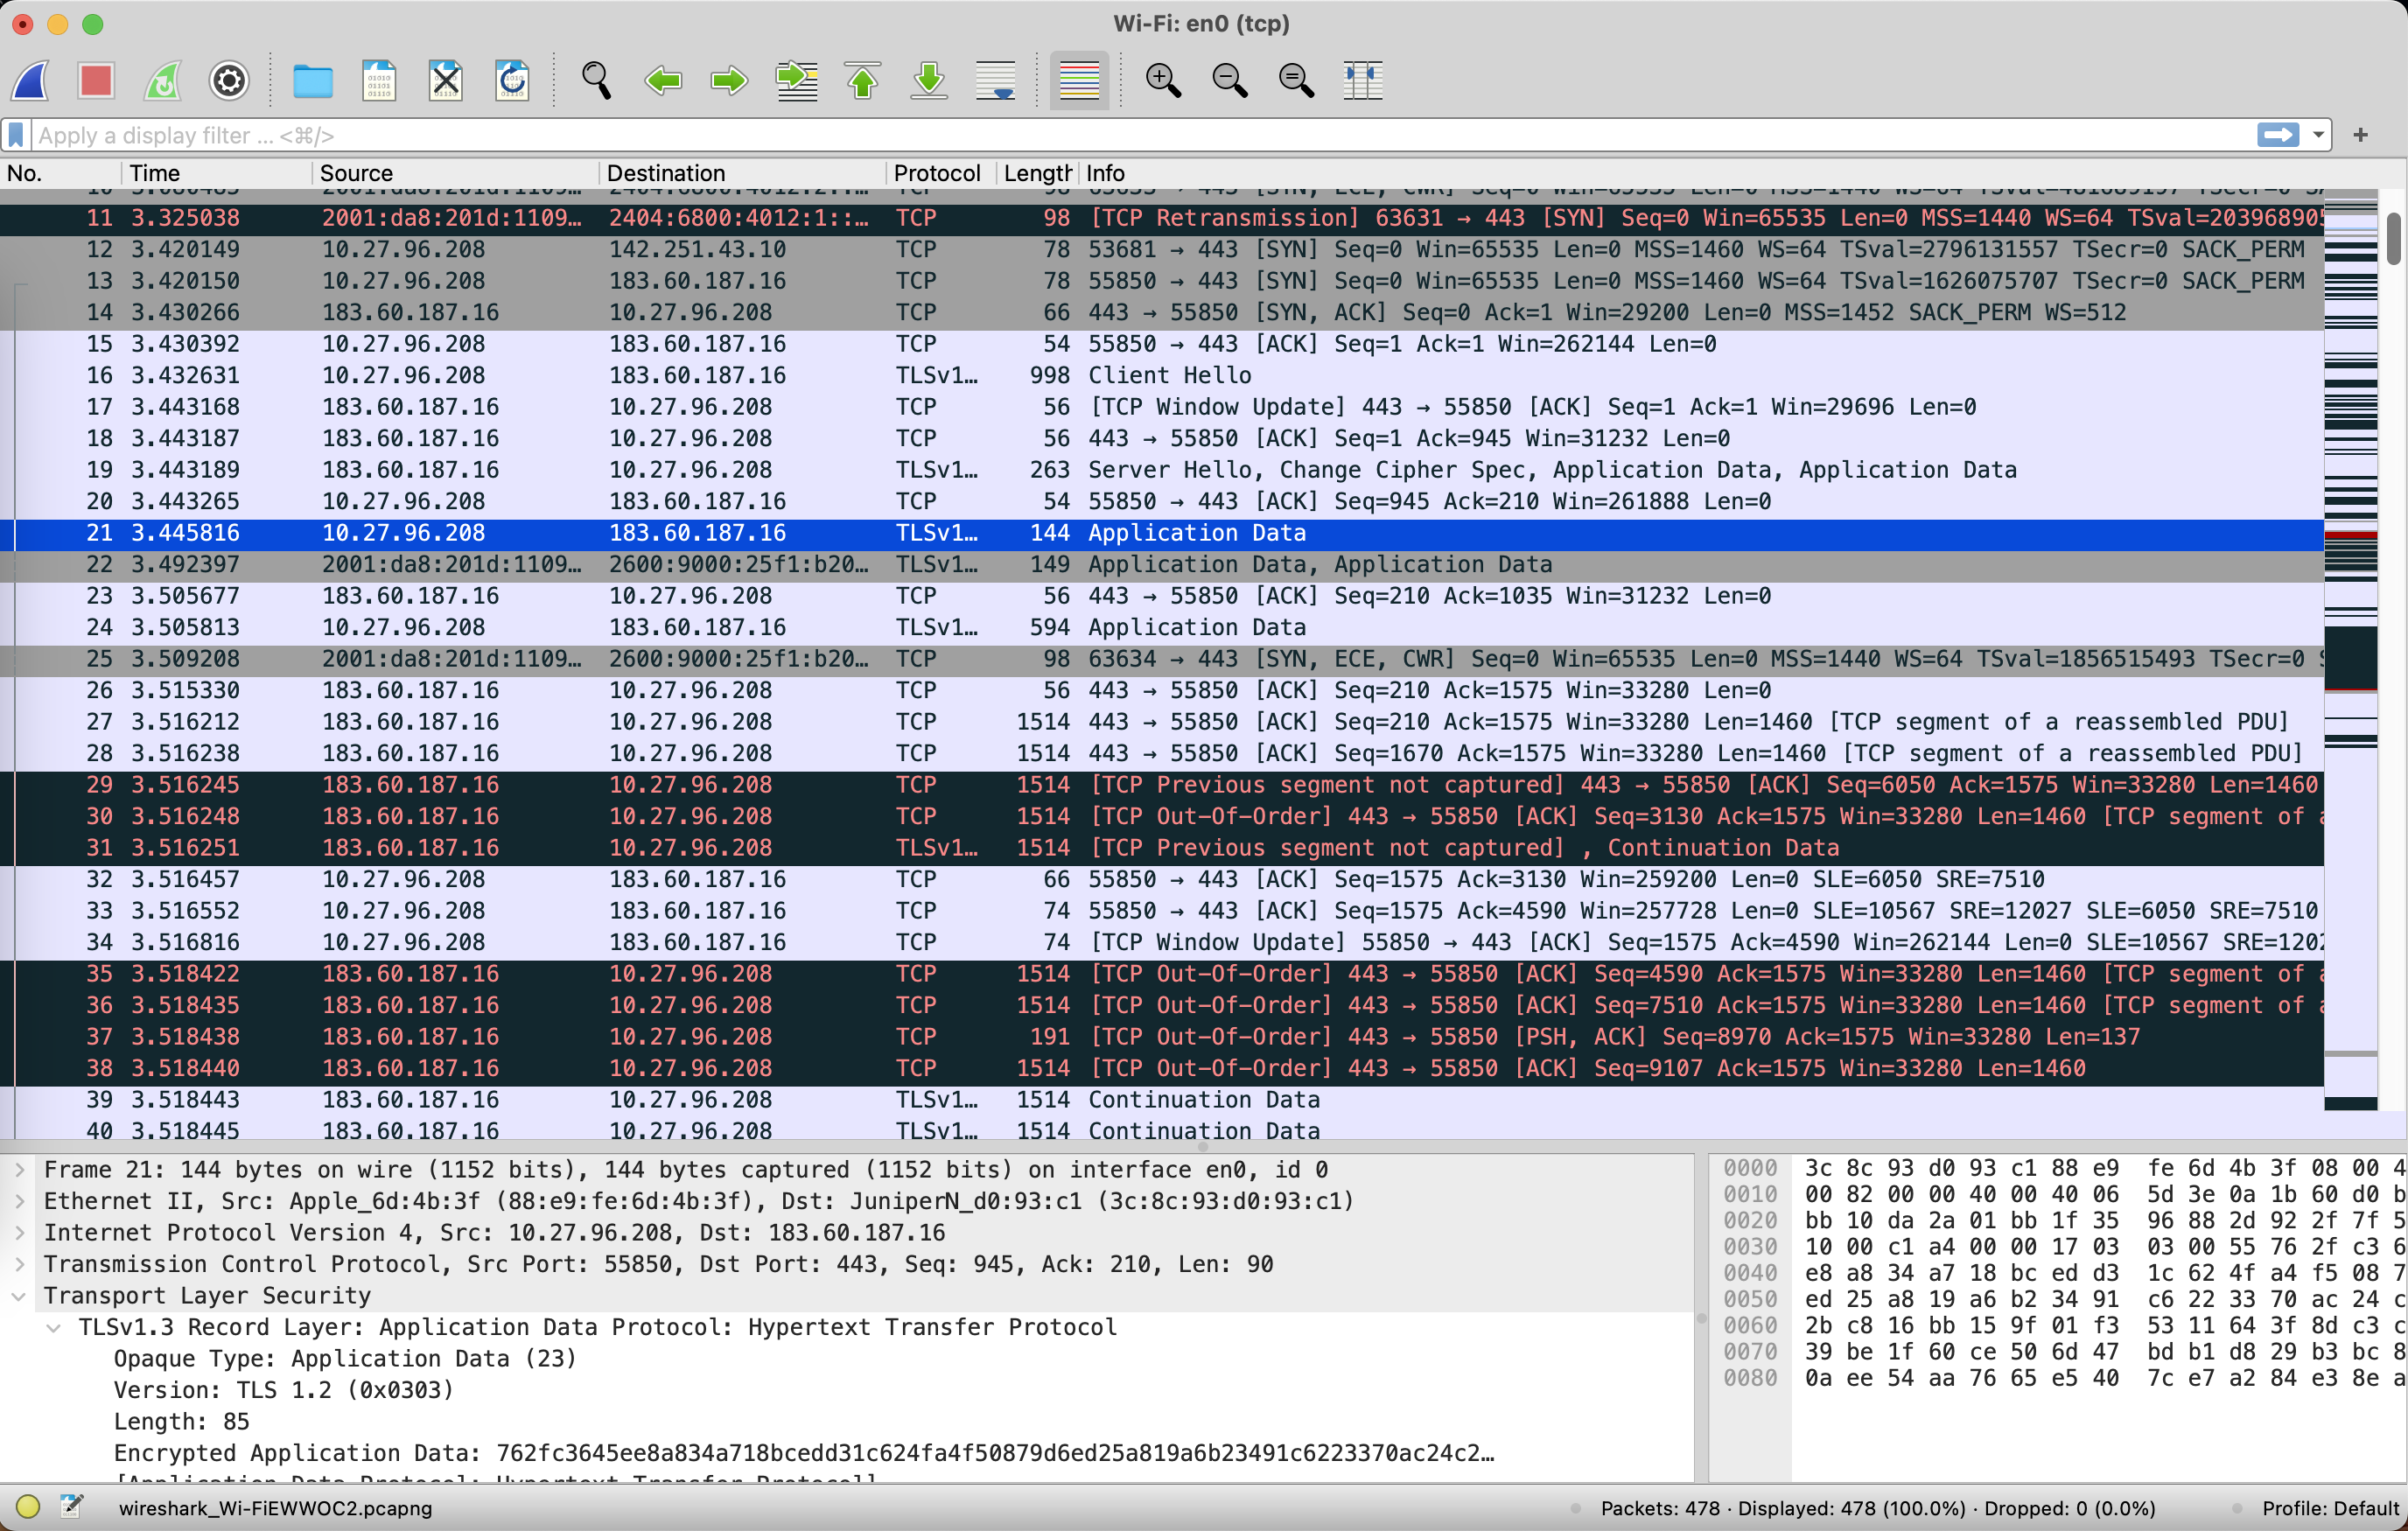 Wi-Fi: en0 (tcp)
Apply a display filter ... <⌘/>
No. Time Source Destination Protocol Length Info
11 3.325038 2001:da8:201d:1109… 2404:6800:4012:1::… TCP 98 [TCP Retransmission] 63631 → 443 [SYN] Seq=0 Win=65535 Len=0 MSS=1440 WS=64 TSval=203968905
12 3.420149 10.27.96.208 142.251.43.10 TCP 78 53681 → 443 [SYN] Seq=0 Win=65535 Len=0 MSS=1460 WS=64 TSval=2796131557 TSecr=0 SACK_PERM
13 3.420150 10.27.96.208 183.60.187.16 TCP 78 55850 → 443 [SYN] Seq=0 Win=65535 Len=0 MSS=1460 WS=64 TSval=1626075707 TSecr=0 SACK_PERM
14 3.430266 183.60.187.16 10.27.96.208 TCP 66 443 → 55850 [SYN, ACK] Seq=0 Ack=1 Win=29200 Len=0 MSS=1452 SACK_PERM WS=512
15 3.430392 10.27.96.208 183.60.187.16 TCP 54 55850 → 443 [ACK] Seq=1 Ack=1 Win=262144 Len=0
16 3.432631 10.27.96.208 183.60.187.16 TLSv1… 998 Client Hello
17 3.443168 183.60.187.16 10.27.96.208 TCP 56 [TCP Window Update] 443 → 55850 [ACK] Seq=1 Ack=1 Win=29696 Len=0
18 3.443187 183.60.187.16 10.27.96.208 TCP 56 443 → 55850 [ACK] Seq=1 Ack=945 Win=31232 Len=0
19 3.443189 183.60.187.16 10.27.96.208 TLSv1… 263 Server Hello, Change Cipher Spec, Application Data, Application Data
20 3.443265 10.27.96.208 183.60.187.16 TCP 54 55850 → 443 [ACK] Seq=945 Ack=210 Win=261888 Len=0
21 3.445816 10.27.96.208 183.60.187.16 TLSv1… 144 Application Data
22 3.492397 2001:da8:201d:1109… 2600:9000:25f1:b20… TLSv1… 149 Application Data, Application Data
23 3.505677 183.60.187.16 10.27.96.208 TCP 56 443 → 55850 [ACK] Seq=210 Ack=1035 Win=31232 Len=0
24 3.505813 10.27.96.208 183.60.187.16 TLSv1… 594 Application Data
25 3.509208 2001:da8:201d:1109… 2600:9000:25f1:b20… TCP 98 63634 → 443 [SYN, ECE, CWR] Seq=0 Win=65535 Len=0 MSS=1440 WS=64 TSval=1856515493 TSecr=0
26 3.515330 183.60.187.16 10.27.96.208 TCP 56 443 → 55850 [ACK] Seq=210 Ack=1575 Win=33280 Len=0
27 3.516212 183.60.187.16 10.27.96.208 TCP 1514 443 → 55850 [ACK] Seq=210 Ack=1575 Win=33280 Len=1460 [TCP segment of a reassembled PDU]
28 3.516238 183.60.187.16 10.27.96.208 TCP 1514 443 → 55850 [ACK] Seq=1670 Ack=1575 Win=33280 Len=1460 [TCP segment of a reassembled PDU]
29 3.516245 183.60.187.16 10.27.96.208 TCP 1514 [TCP Previous segment not captured] 443 → 55850 [ACK] Seq=6050 Ack=1575 Win=33280 Len=1460
30 3.516248 183.60.187.16 10.27.96.208 TCP 1514 [TCP Out-Of-Order] 443 → 55850 [ACK] Seq=3130 Ack=1575 Win=33280 Len=1460 [TCP segment of
31 3.516251 183.60.187.16 10.27.96.208 TLSv1… 1514 [TCP Previous segment not captured] , Continuation Data
32 3.516457 10.27.96.208 183.60.187.16 TCP 66 55850 → 443 [ACK] Seq=1575 Ack=3130 Win=259200 Len=0 SLE=6050 SRE=7510
33 3.516552 10.27.96.208 183.60.187.16 TCP 74 55850 → 443 [ACK] Seq=1575 Ack=4590 Win=257728 Len=0 SLE=10567 SRE=12027 SLE=6050 SRE=7510
34 3.516816 10.27.96.208 183.60.187.16 TCP 74 [TCP Window Update] 55850 → 443 [ACK] Seq=1575 Ack=4590 Win=262144 Len=0 SLE=10567 SRE=1202
35 3.518422 183.60.187.16 10.27.96.208 TCP 1514 [TCP Out-Of-Order] 443 → 55850 [ACK] Seq=4590 Ack=1575 Win=33280 Len=1460 [TCP segment of
36 3.518435 183.60.187.16 10.27.96.208 TCP 1514 [TCP Out-Of-Order] 443 → 55850 [ACK] Seq=7510 Ack=1575 Win=33280 Len=1460 [TCP segment of
37 3.518438 183.60.187.16 10.27.96.208 TCP 191 [TCP Out-Of-Order] 443 → 55850 [PSH, ACK] Seq=8970 Ack=1575 Win=33280 Len=137
38 3.518440 183.60.187.16 10.27.96.208 TCP 1514 [TCP Out-Of-Order] 443 → 55850 [ACK] Seq=9107 Ack=1575 Win=33280 Len=1460
39 3.518443 183.60.187.16 10.27.96.208 TLSv1… 1514 Continuation Data
40 3.518445 183.60.187.16 10.27.96.208 TLSv1… 1514 Continuation Data
Frame 21: 144 bytes on wire (1152 bits), 144 bytes captured (1152 bits) on interface en0, id 0
Ethernet II, Src: Apple_6d:4b:3f (88:e9:fe:6d:4b:3f), Dst: JuniperN_d0:93:c1 (3c:8c:93:d0:93:c1)
Internet Protocol Version 4, Src: 10.27.96.208, Dst: 183.60.187.16
Transmission Control Protocol, Src Port: 55850, Dst Port: 443, Seq: 945, Ack: 210, Len: 90
Transport Layer Security
TLSv1.3 Record Layer: Application Data Protocol: Hypertext Transfer Protocol
Opaque Type: Application Data (23)
Version: TLS 1.2 (0x0303)
Length: 85
Encrypted Application Data: 762fc3645ee8a834a718bcedd31c624fa4f50879d6ed25a819a6b23491c6223370ac24c2…
[Application Data Protocol: Hypertext Transfer Protocol]
0000 3c 8c 93 d0 93 c1 88 e9 fe 6d 4b 3f 08 00 4
0010 00 82 00 00 40 00 40 06 5d 3e 0a 1b 60 d0 b
0020 bb 10 da 2a 01 bb 1f 35 96 88 2d 92 2f 7f 5
0030 10 00 c1 a4 00 00 17 03 03 00 55 76 2f c3 6
0040 e8 a8 34 a7 18 bc ed d3 1c 62 4f a4 f5 08 7
0050 ed 25 a8 19 a6 b2 34 91 c6 22 33 70 ac 24 c
0060 2b c8 16 bb 15 9f 01 f3 53 11 64 3f 8d c3 c
0070 39 be 1f 60 ce 50 6d 47 bd b1 d8 29 b3 bc 8
0080 0a ee 54 aa 76 65 e5 40 7c e7 a2 84 e3 8e a
wireshark_Wi-FiEWWOC2.pcapng
Packets: 478 · Displayed: 478 (100.0%) · Dropped: 0 (0.0%)
Profile: Default